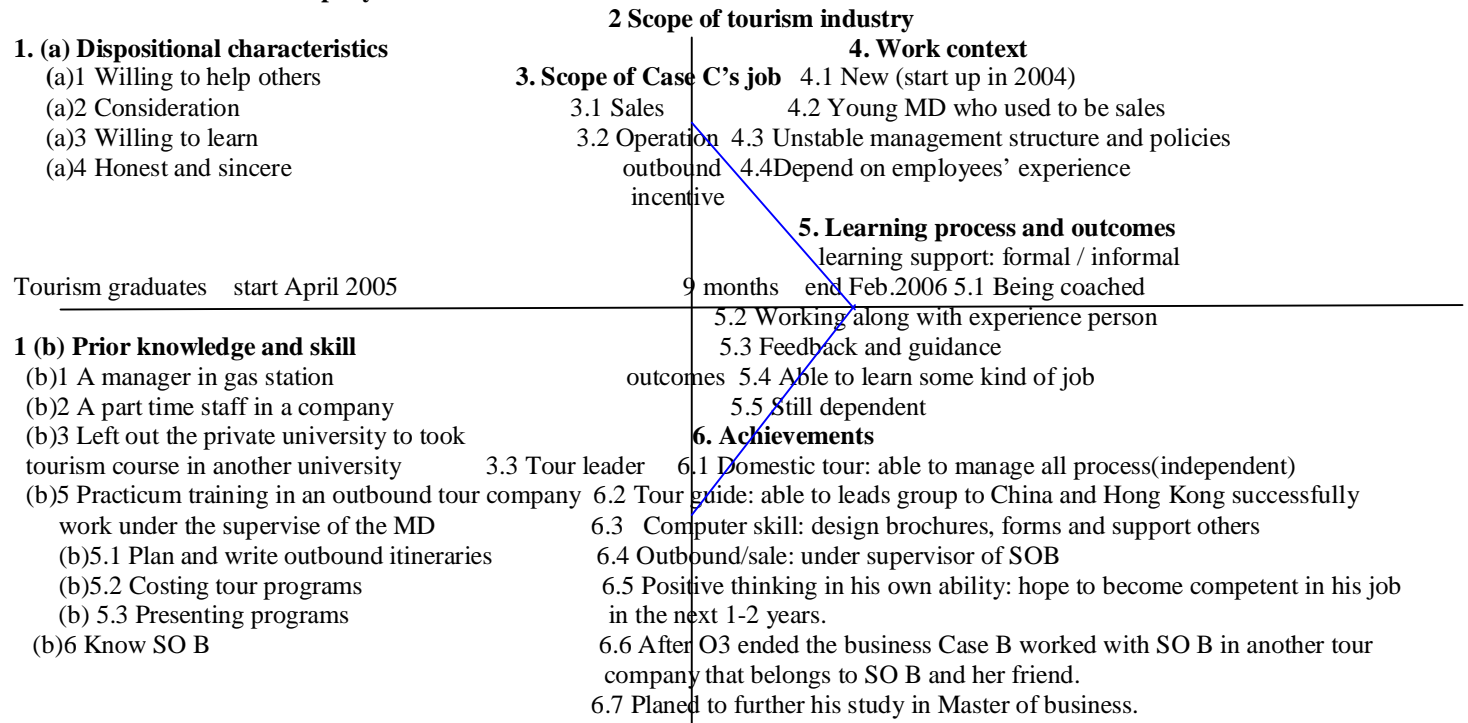 2 Scope of tourism industry
1. (a) Dispositional characteristics
(a)1 Willing to help others
(a)2 Consideration
(a)3 Willing to learn
(a)4 Honest and sincere
3. Scope of Case C's job
3.1 Sales
3.2 Operation
outbound
incentive
4. Work context
4.1 New (start up in 2004)
4.2 Young MD who used to be sales
4.3 Unstable management structure and policies
4.4Depend on employees' experience
5. Learning process and outcomes
learning support: formal / informal
Tourism graduates start April 2005 9 months end Feb.2006 5.1 Being coached
5.2 Working along with experience person
5.3 Feedback and guidance
outcomes 5.4 Able to learn some kind of job
5.5 Still dependent
1 (b) Prior knowledge and skill
(b)1 A manager in gas station
(b)2 A part time staff in a company
(b)3 Left out the private university to took
tourism course in another university
(b)5 Practicum training in an outbound tour company
work under the supervise of the MD
(b)5.1 Plan and write outbound itineraries
(b)5.2 Costing tour programs
(b) 5.3 Presenting programs
(b)6 Know SO B
3.3 Tour leader
6. Achievements
6.1 Domestic tour: able to manage all process(independent)
6.2 Tour guide: able to leads group to China and Hong Kong successfully
6.3 Computer skill: design brochures, forms and support others
6.4 Outbound/sale: under supervisor of SOB
6.5 Positive thinking in his own ability: hope to become competent in his job
in the next 1-2 years.
6.6 After O3 ended the business Case B worked with SO B in another tour
company that belongs to SO B and her friend.
6.7 Planed to further his study in Master of business.